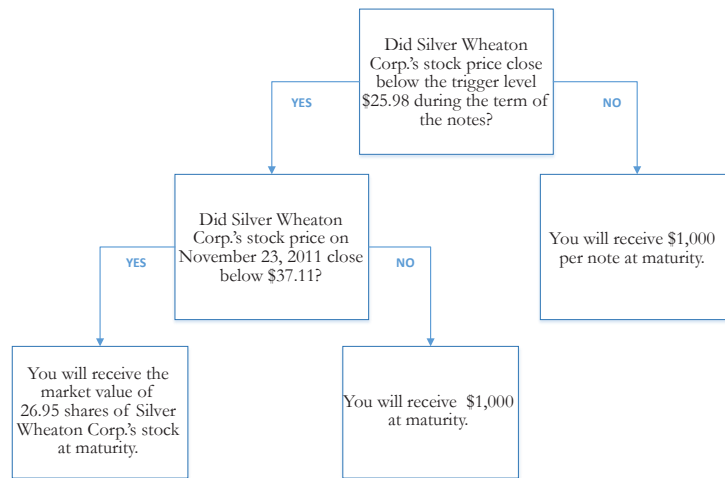 Did Silver Wheaton
Corp.'s stock price close
below the trigger level
$25.98 during the term of
the notes?
YES
NO
Did Silver Wheaton
Corp.'s stock price on
November 23, 2011 close
below $37.11?
You will receive $1,000
per note at maturity.
YES
NO
You will receive the
market value of
26.95 shares of Silver
Wheaton Corp.'s stock
at maturity.
You will receive $1,000
at maturity.